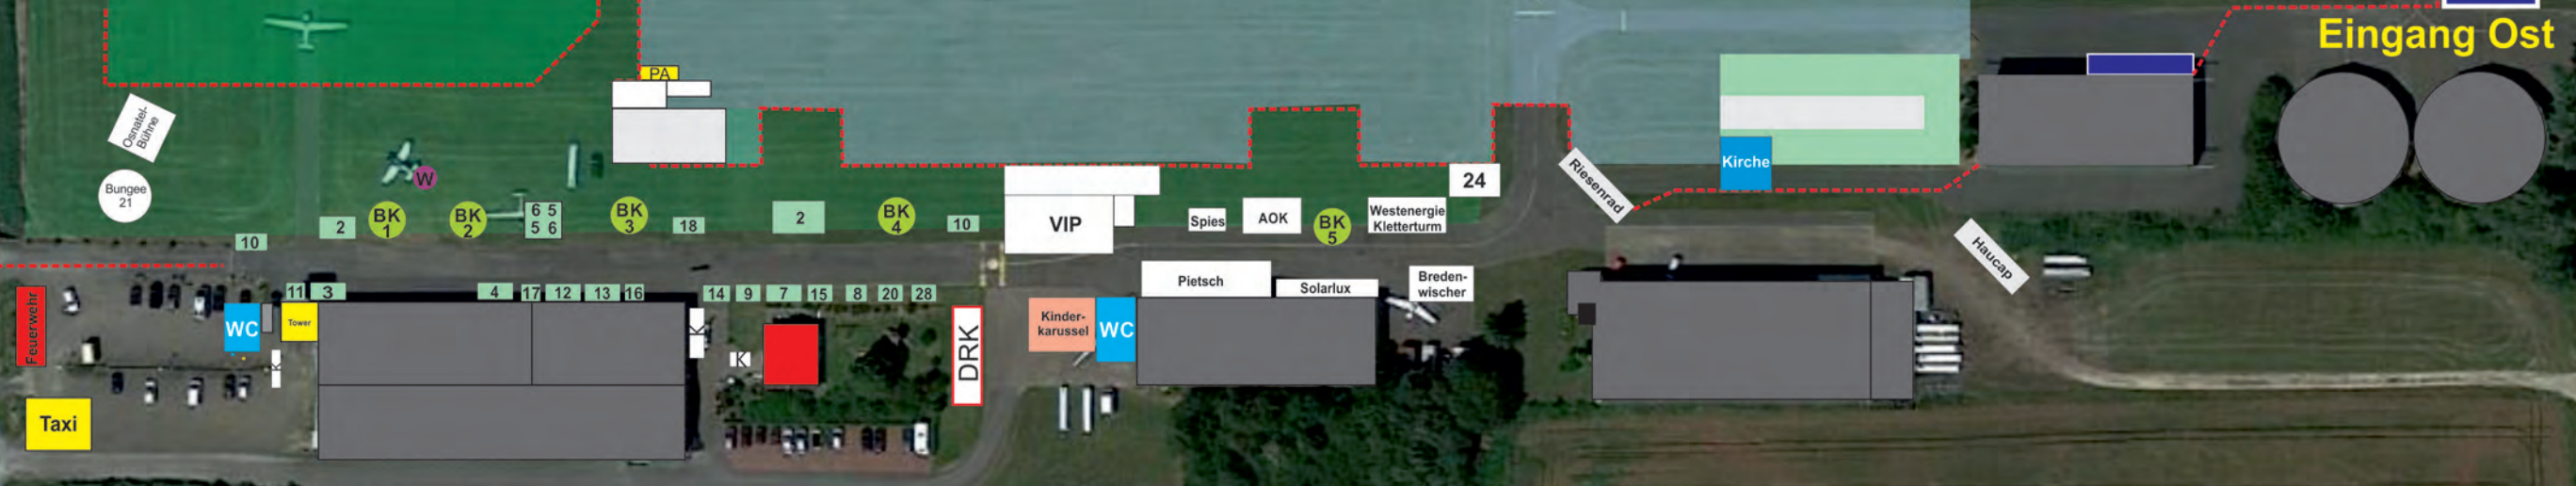 Eingang Ost
PA
Osnatel-
Bühne
Bungee
21
W
Kirche
Riesenrad
24
10
2
BK
1
BK
2
6 5
5 6
BK
3
18
2
BK
4
10
VIP
Spies
AOK
BK
5
Westenergie
Kletterturm
Haucap
Feuerwehr
WC
11
3
Tower
4
17
12
13
16
14
9
7
15
8
20
28
K
K
K
DRK
Kinder-
karussel
WC
Pietsch
Solarlux
Breden-
wischer
Taxi